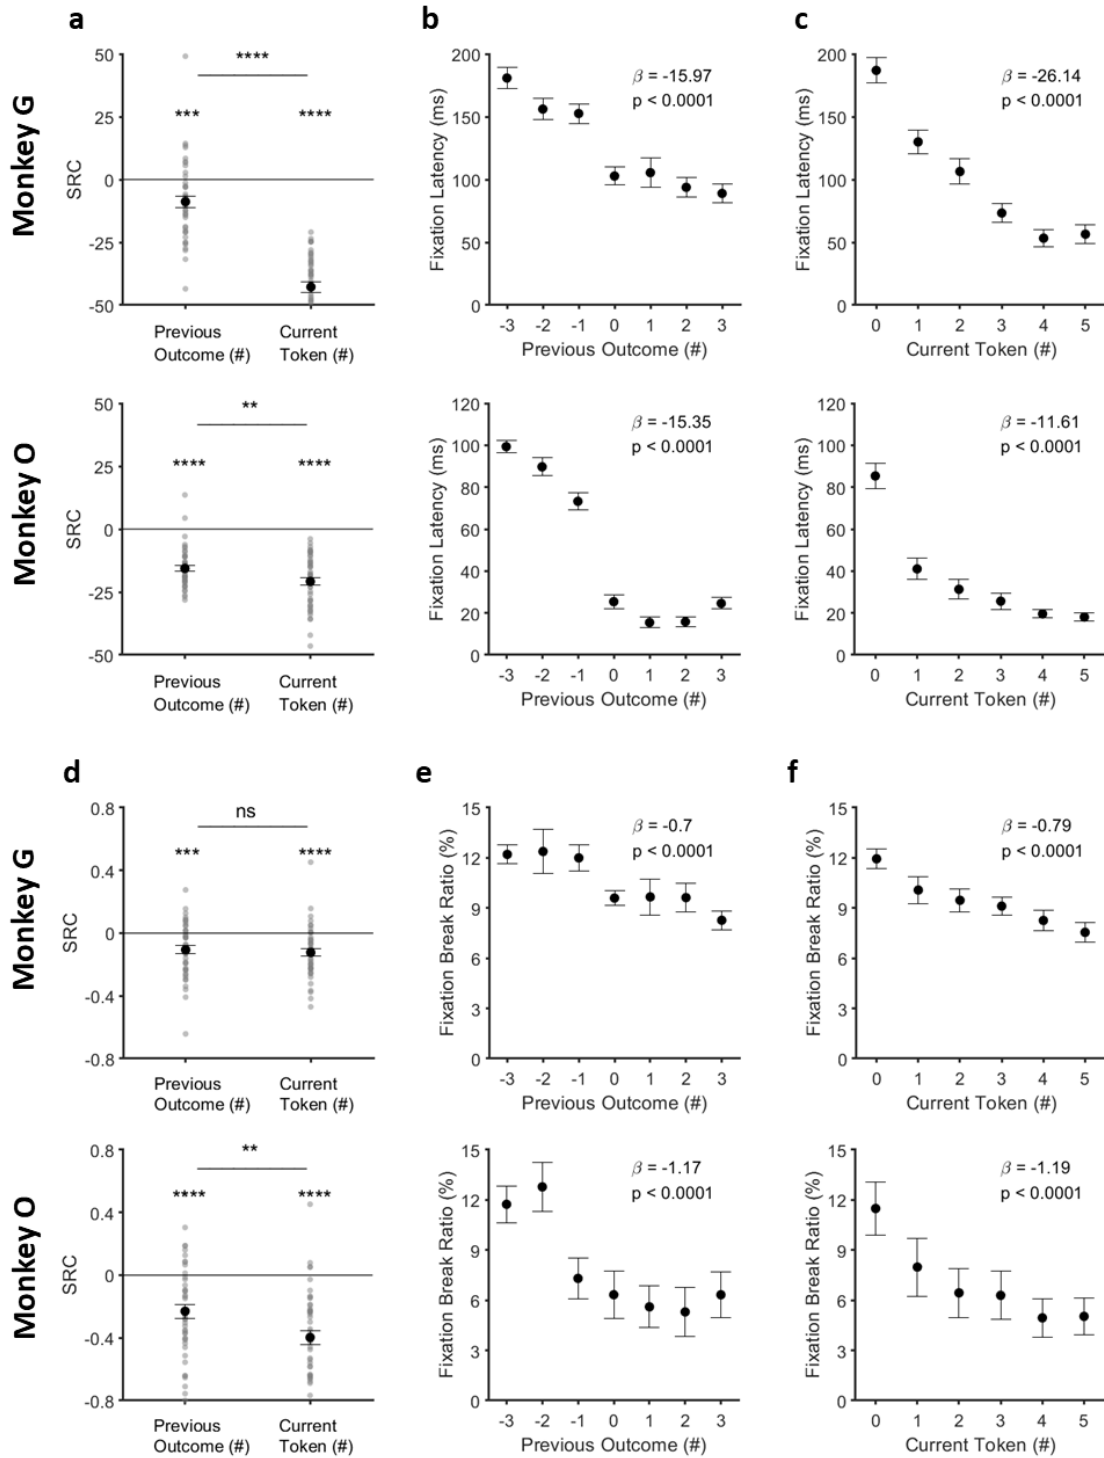 a
b
c
Monkey G
50
25
0
-25
-50
SRC
****
***
****
Previous
Outcome (#)
Current
Token (#)
200
150
100
50
0
Fixation Latency (ms)
β = -15.97
p < 0.0001
-3 -2 -1 0 1 2 3
Previous Outcome (#)
200
150
100
50
0
Fixation Latency (ms)
β = -26.14
p < 0.0001
0 1 2 3 4 5
Current Token (#)
Monkey O
50
25
0
-25
-50
SRC
**
****
****
Previous
Outcome (#)
Current
Token (#)
120
100
80
60
40
20
0
Fixation Latency (ms)
β = -15.35
p < 0.0001
-3 -2 -1 0 1 2 3
Previous Outcome (#)
120
100
80
60
40
20
0
Fixation Latency (ms)
β = -11.61
p < 0.0001
0 1 2 3 4 5
Current Token (#)
d
e
f
Monkey G
0.8
0.4
0
-0.4
-0.8
SRC
ns
***
****
Previous
Outcome (#)
Current
Token (#)
15
12
9
6
3
0
Fixation Break Ratio (%)
β = -0.7
p < 0.0001
-3 -2 -1 0 1 2 3
Previous Outcome (#)
15
12
9
6
3
0
Fixation Break Ratio (%)
β = -0.79
p < 0.0001
0 1 2 3 4 5
Current Token (#)
Monkey O
0.8
0.4
0
-0.4
-0.8
SRC
**
****
****
Previous
Outcome (#)
Current
Token (#)
15
12
9
6
3
0
Fixation Break Ratio (%)
β = -1.17
p < 0.0001
-3 -2 -1 0 1 2 3
Previous Outcome (#)
15
12
9
6
3
0
Fixation Break Ratio (%)
β = -1.19
p < 0.0001
0 1 2 3 4 5
Current Token (#)